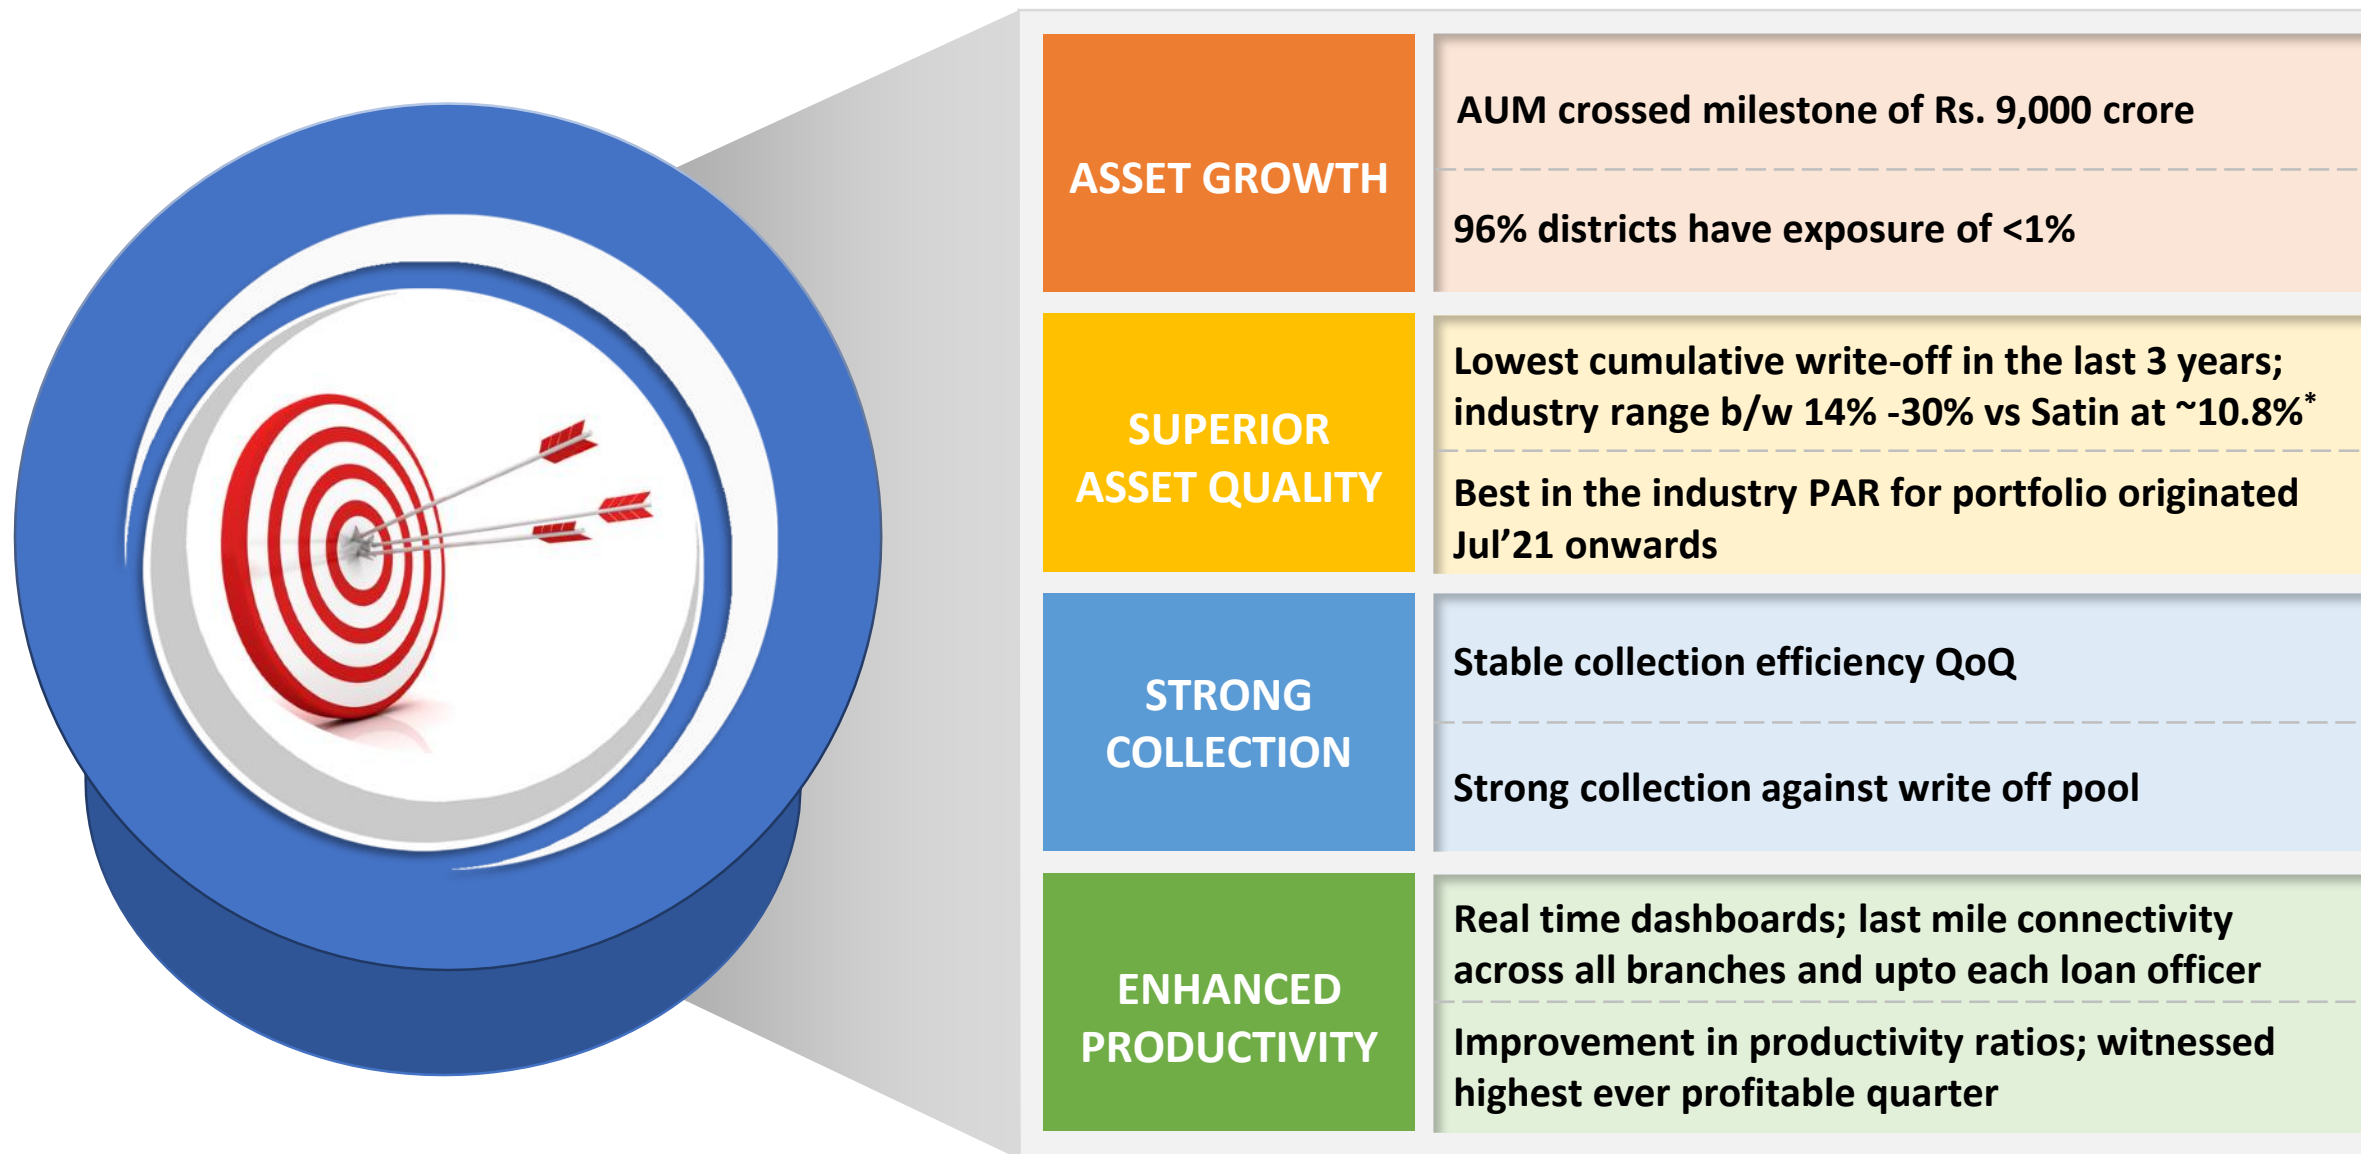 ASSET GROWTH
AUM crossed milestone of Rs. 9,000 crore
96% districts have exposure of <1%
SUPERIOR
ASSET QUALITY
Lowest cumulative write-off in the last 3 years;
industry range b/w 14% -30% vs Satin at ~10.8%*
Best in the industry PAR for portfolio originated
Jul’21 onwards
STRONG
COLLECTION
Stable collection efficiency QoQ
Strong collection against write off pool
ENHANCED
PRODUCTIVITY
Real time dashboards; last mile connectivity
across all branches and upto each loan officer
Improvement in productivity ratios; witnessed
highest ever profitable quarter